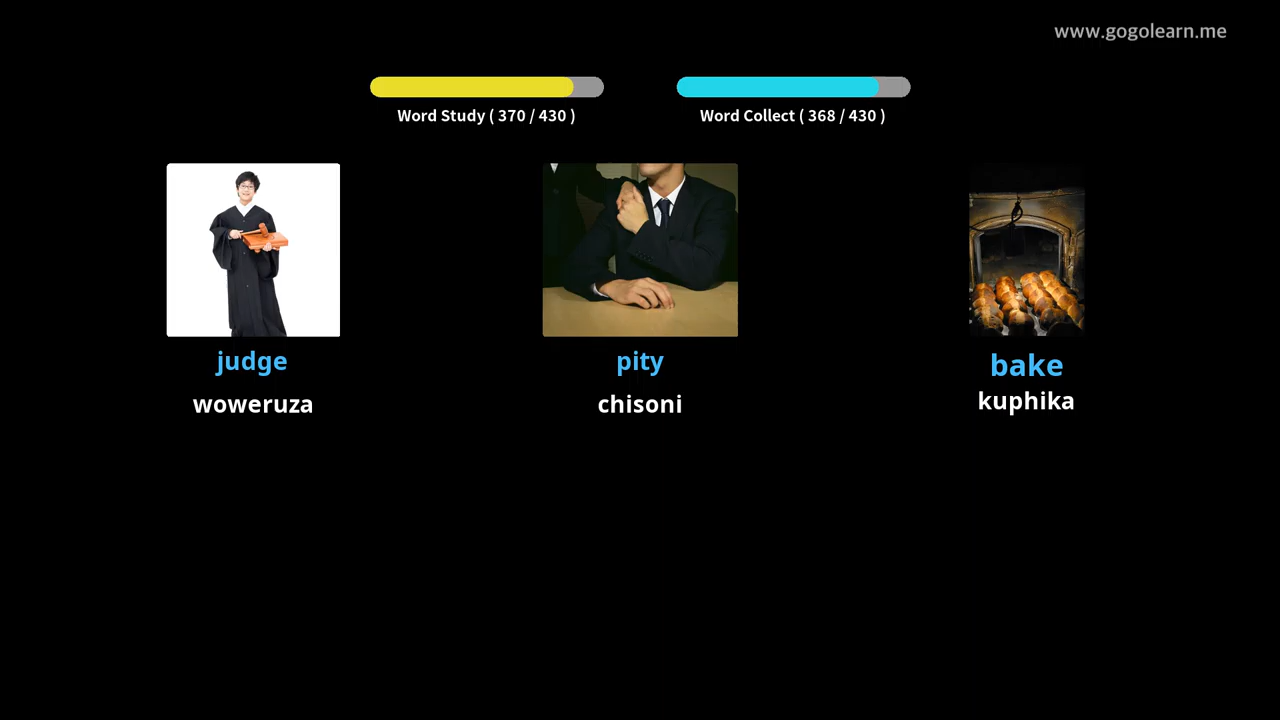 www.gogolearn.me
Word Study ( 370 / 430 )
Word Collect ( 368 / 430 )
judge
woweruza
pity
chisoni
bake
kuphika